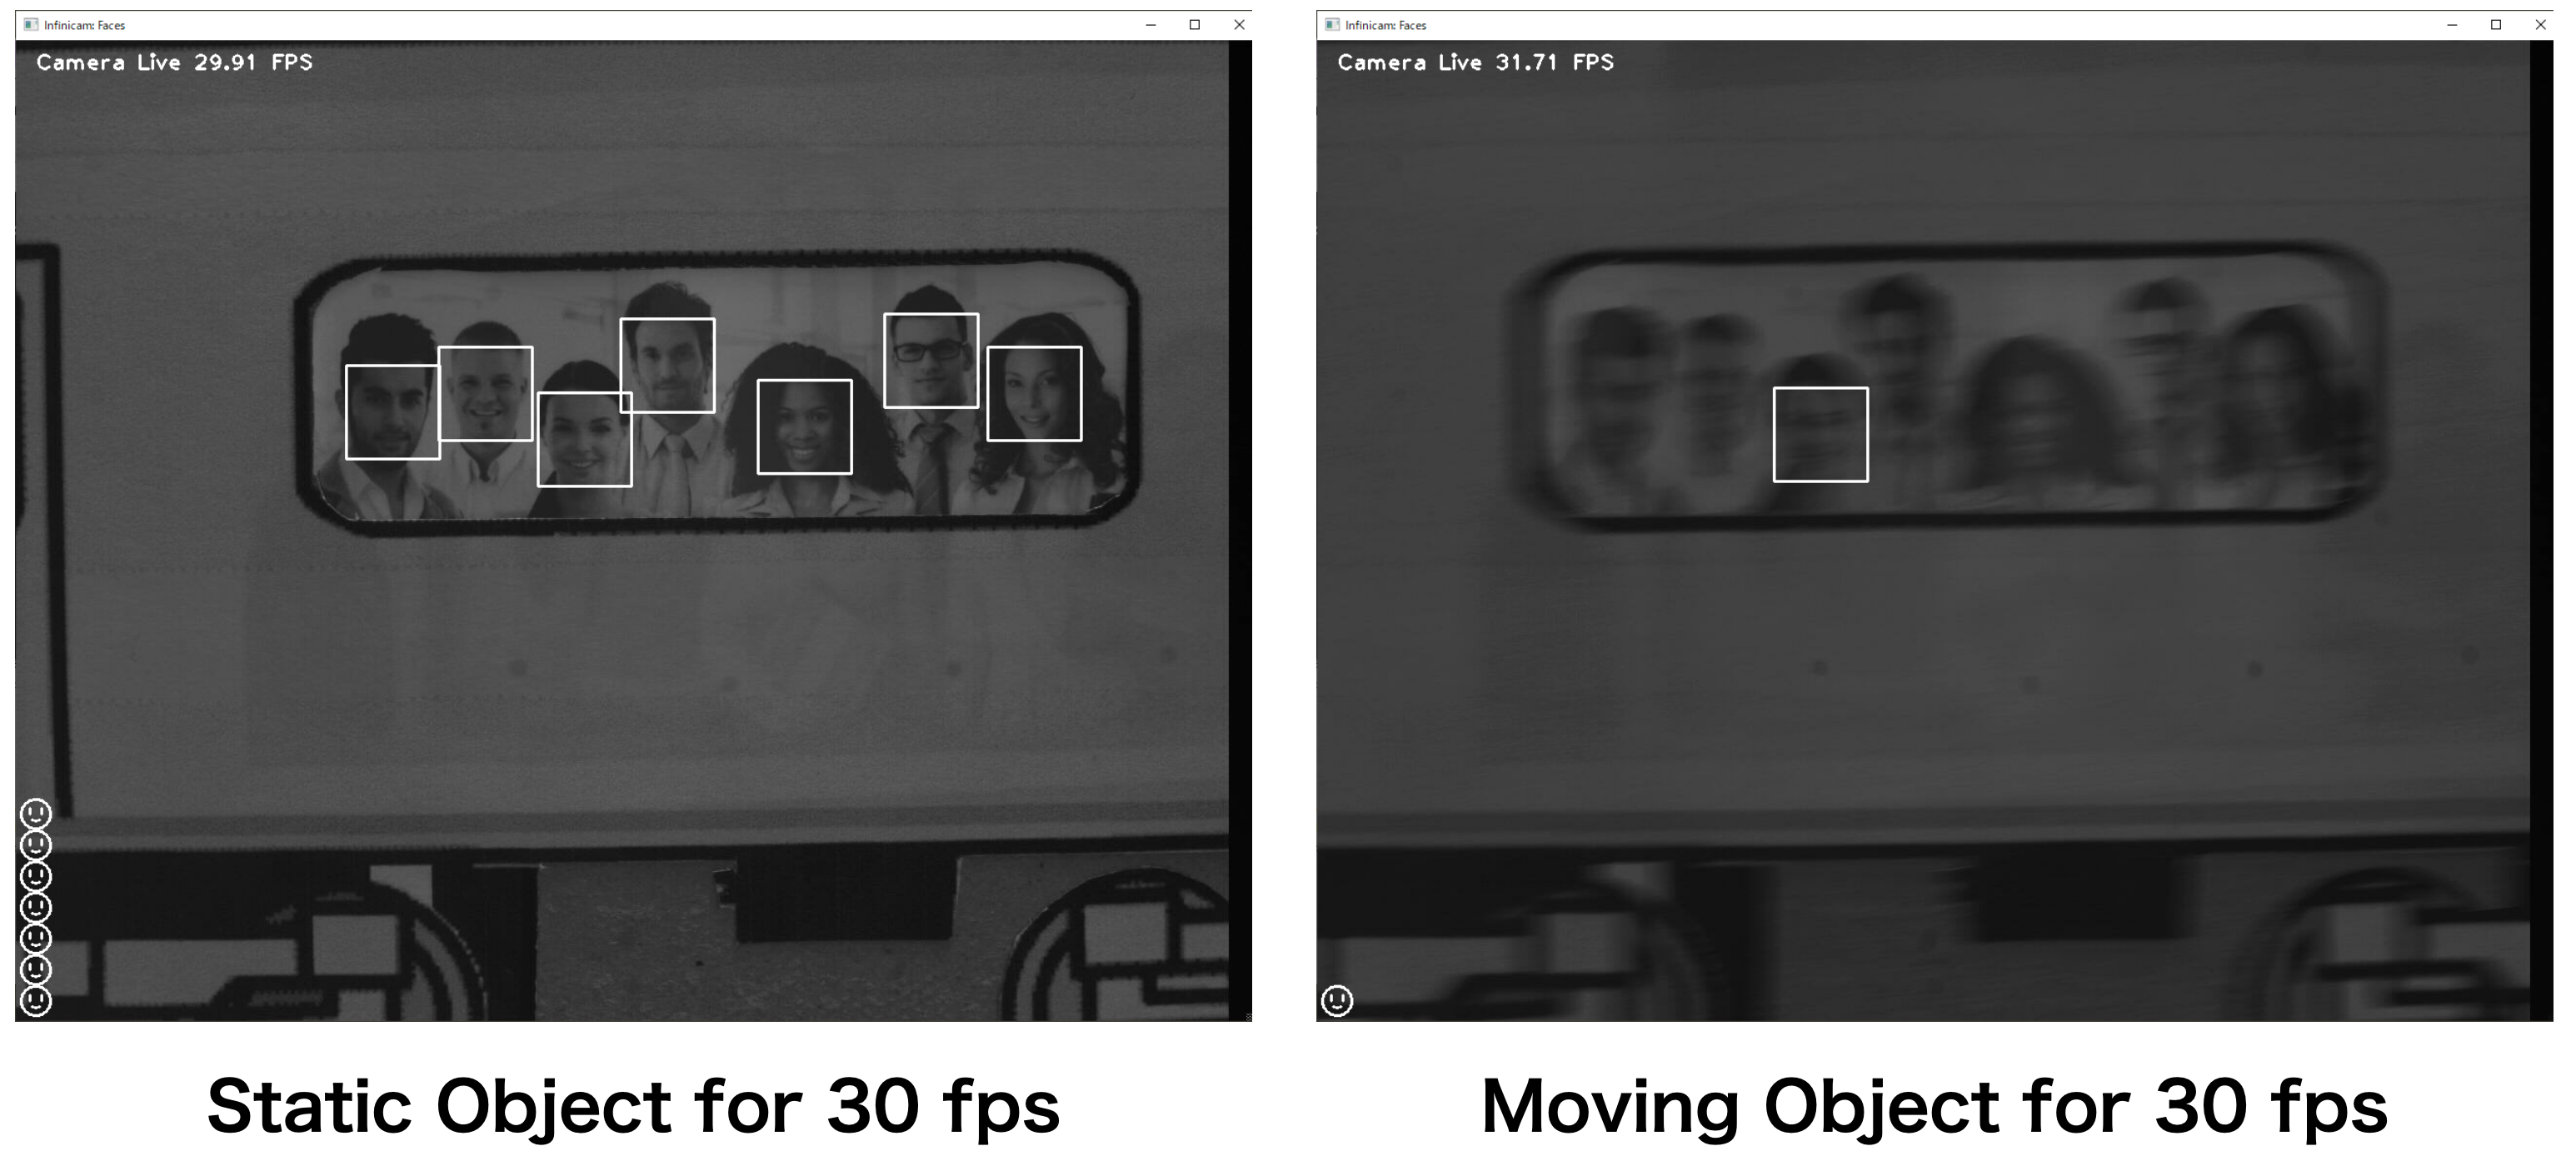 Infinicam: Faces
Camera Live 29.91 FPS
Infinicam: Faces
Camera Live 31.71 FPS
Static Object for 30 fps
Moving Object for 30 fps